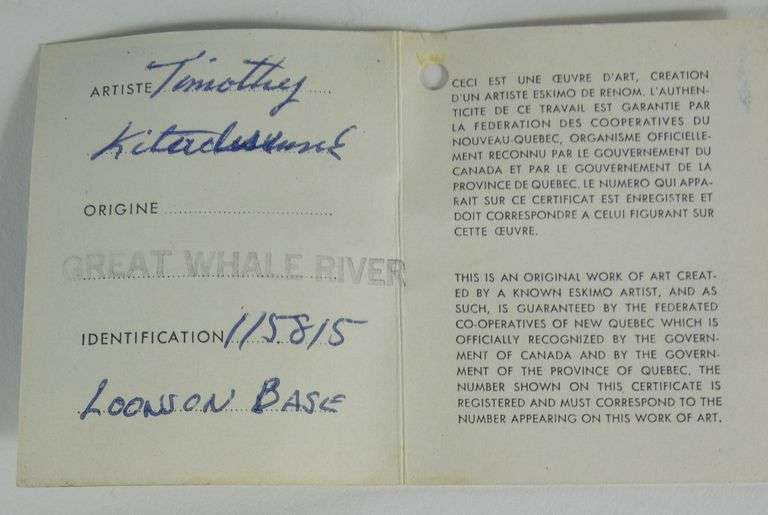 ARTISTE Timothy
ORIGINE
GREAT WHALE RIVER
IDENTIFICATION 115815
LOONS ON BASE
CECI EST UNE ŒUVRE D'ART, CREATION
D'UN ARTISTE ESKIMO DE RENOM. L'AUTHEN-
TICITE DE CE TRAVAIL EST GARANTIE PAR
LA FEDERATION DES COOPERATIVES DU
NOUVEAU-QUEBEC, ORGANISME OFFICIELLE-
MENT RECONNU PAR LE GOUVERNEMENT DU
CANADA ET PAR LE GOUVERNEMENT DE LA
PROVINCE DE QUEBEC. LE NUMERO QUI APPA-
RAIT SUR CE CERTIFICAT EST ENREGISTRE ET
DOIT CORRESPONDRE A CELUI FIGURANT SUR
CETTE ŒUVRE.
THIS IS AN ORIGINAL WORK OF ART CREAT-
ED BY A KNOWN ESKIMO ARTIST, AND AS
SUCH, IS GUARANTEED BY THE FEDERATED
CO-OPERATIVES OF NEW QUEBEC WHICH IS
OFFICIALLY RECOGNIZED BY THE GOVERN-
MENT OF CANADA AND BY THE GOVERN-
MENT OF THE PROVINCE OF QUEBEC. THE
NUMBER SHOWN ON THIS CERTIFICATE IS
REGISTERED AND MUST CORRESPOND TO THE
NUMBER APPEARING ON THIS WORK OF ART.